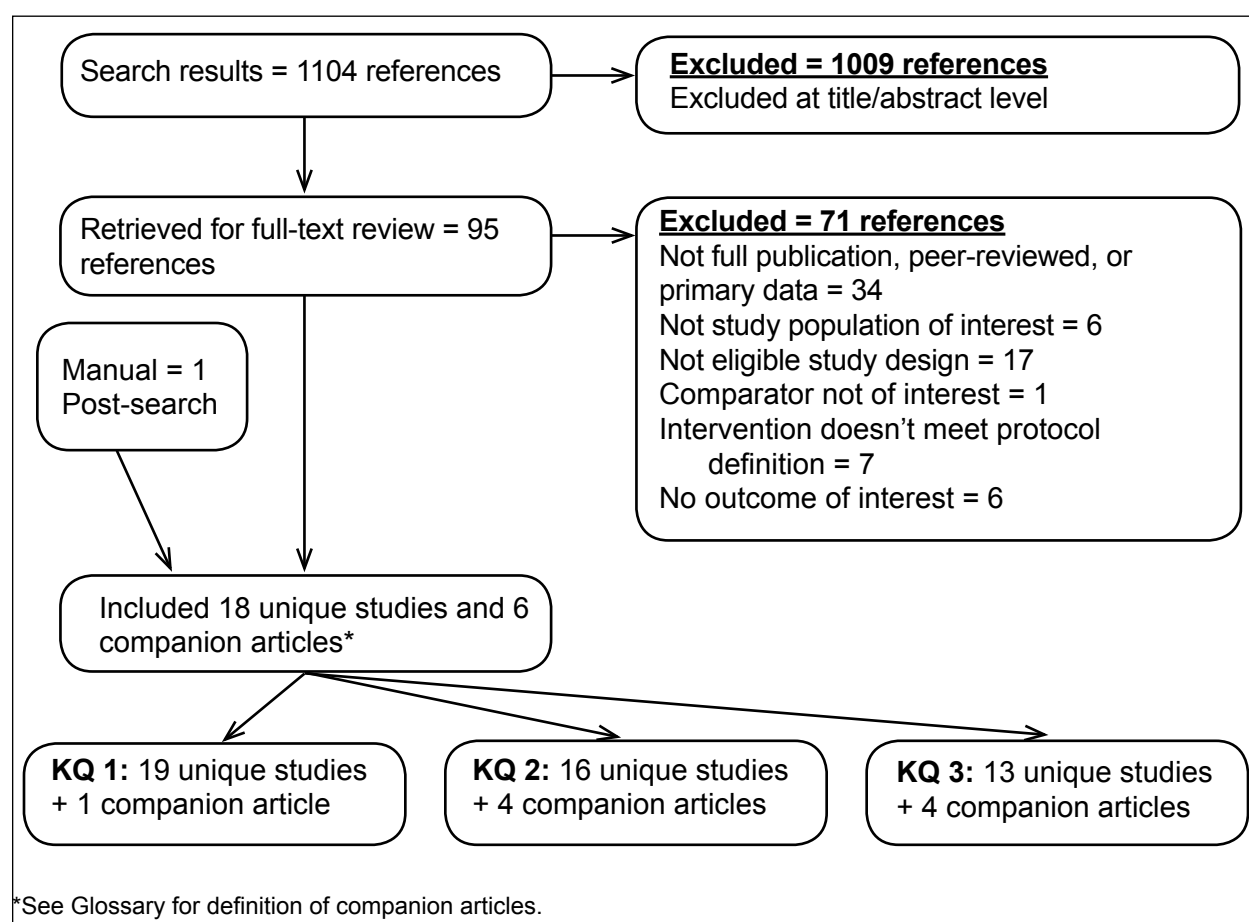 Search results = 1104 references
Excluded = 1009 references
Excluded at title/abstract level
Retrieved for full-text review = 95
references
Excluded = 71 references
Not full publication, peer-reviewed, or
primary data = 34
Not study population of interest = 6
Not eligible study design = 17
Comparator not of interest = 1
Intervention doesn’t meet protocol
definition = 7
No outcome of interest = 6
Manual = 1
Post-search
Included 18 unique studies and 6
companion articles*
KQ 1: 19 unique studies
+ 1 companion article
KQ 2: 16 unique studies
+ 4 companion articles
KQ 3: 13 unique studies
+ 4 companion articles
*See Glossary for definition of companion articles.